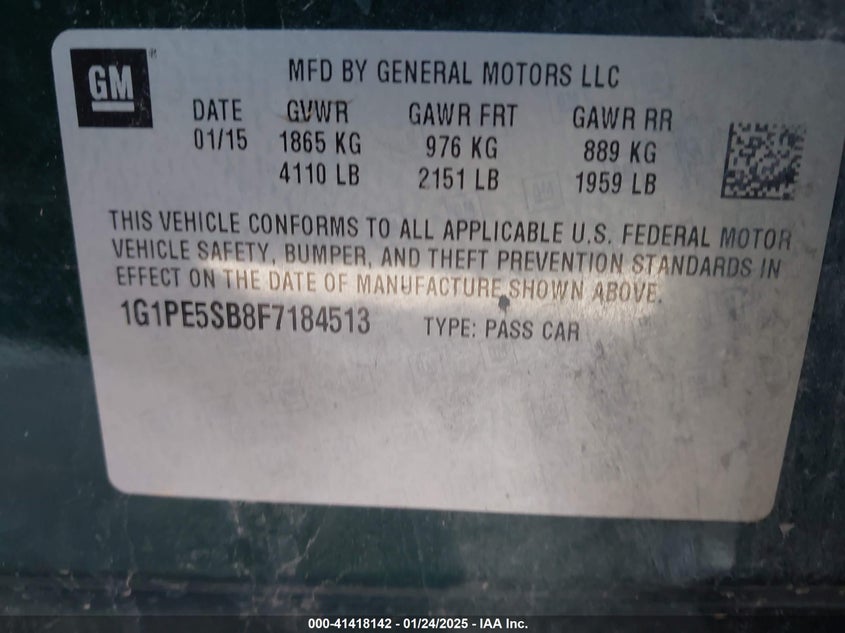 GM
MFD BY GENERAL MOTORS LLC
DATE GVWR GAWR FRT GAWR RR
01/15 1865 KG 976 KG 889 KG
4110 LB 2151 LB 1959 LB
THIS VEHICLE CONFORMS TO ALL APPLICABLE U.S. FEDERAL MOTOR
VEHICLE SAFETY, BUMPER, AND THEFT PREVENTION STANDARDS IN
EFFECT ON THE DATE OF MANUFACTURE SHOWN ABOVE.
1G1PE5SB8F7184513 TYPE: PASS CAR
000-41418142 - 01/24/2025 - IAA Inc.